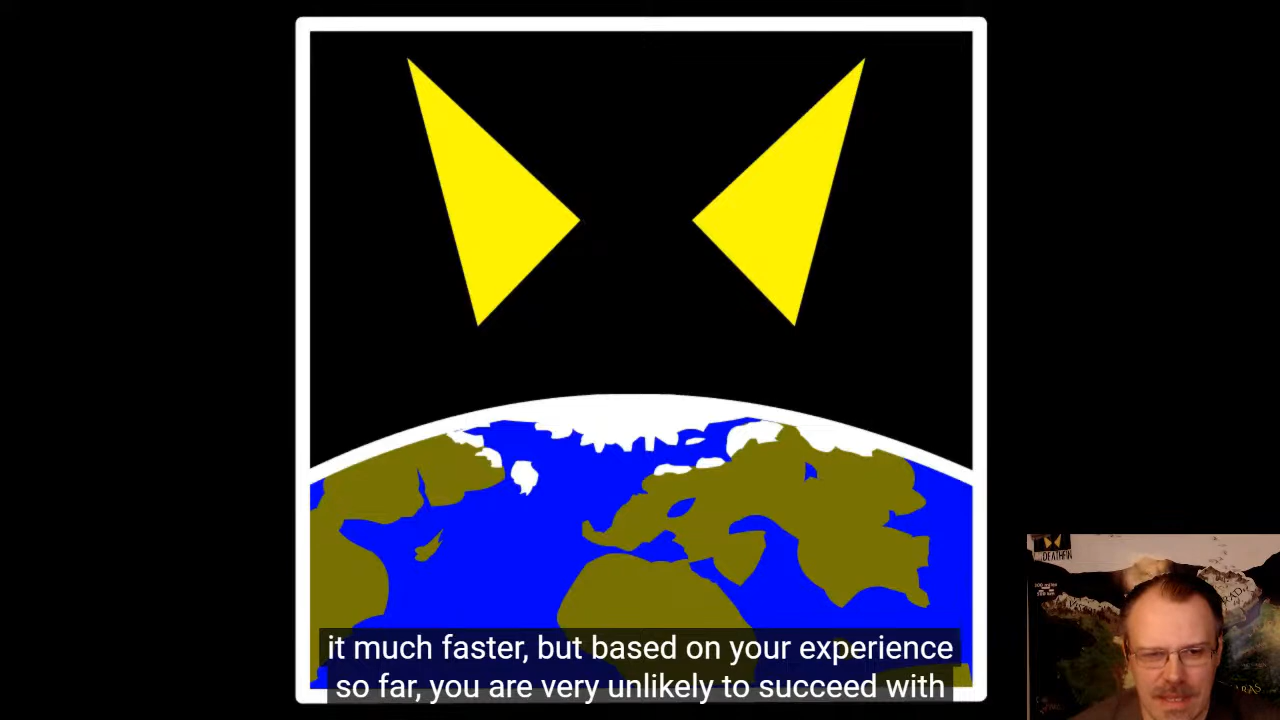 it much faster, but based on your experience
so far, you are very unlikely to succeed with